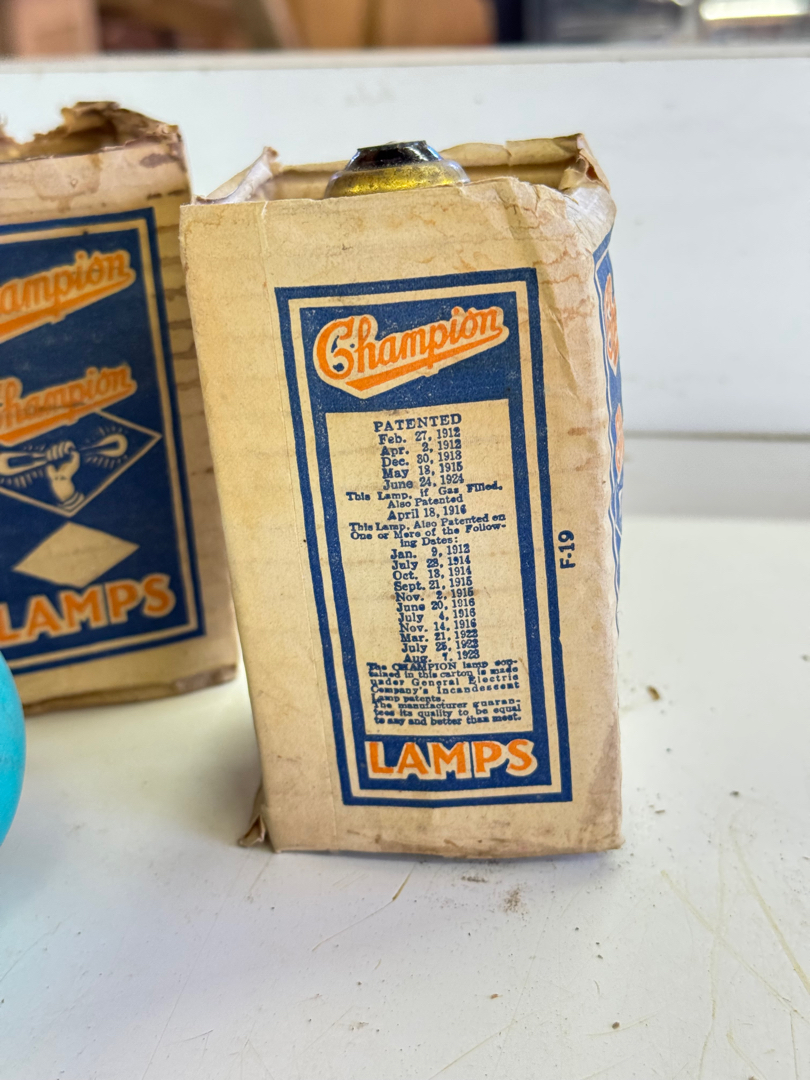 Champion
PATENTED
Feb. 27, 1912
Apr. 2, 1912
Dec. 30, 1913
May 18, 1915
June 24, 1924
This Lamp, if Gas Filled,
Also Patented
April 18, 1916
This Lamp, Also Patented on
One or More of the Follow-
ing Dates:
Jan. 9, 1912
July 28, 1914
Oct. 13, 1914
Sept. 21, 1915
Nov. 2, 1915
June 20, 1916
July 4, 1916
Nov. 14, 1916
Mar. 21, 1922
July 25, 1922
Aug. 7, 1923
The CHAMPION lamp con-
tained in this carton is made
under General Electric
Company's Incandescent
Lamp patents.
The manufacturer guaran-
tees its quality to be equal
to any and better than most.
LAMPS
F-19
ampion
hampion
LAMPS